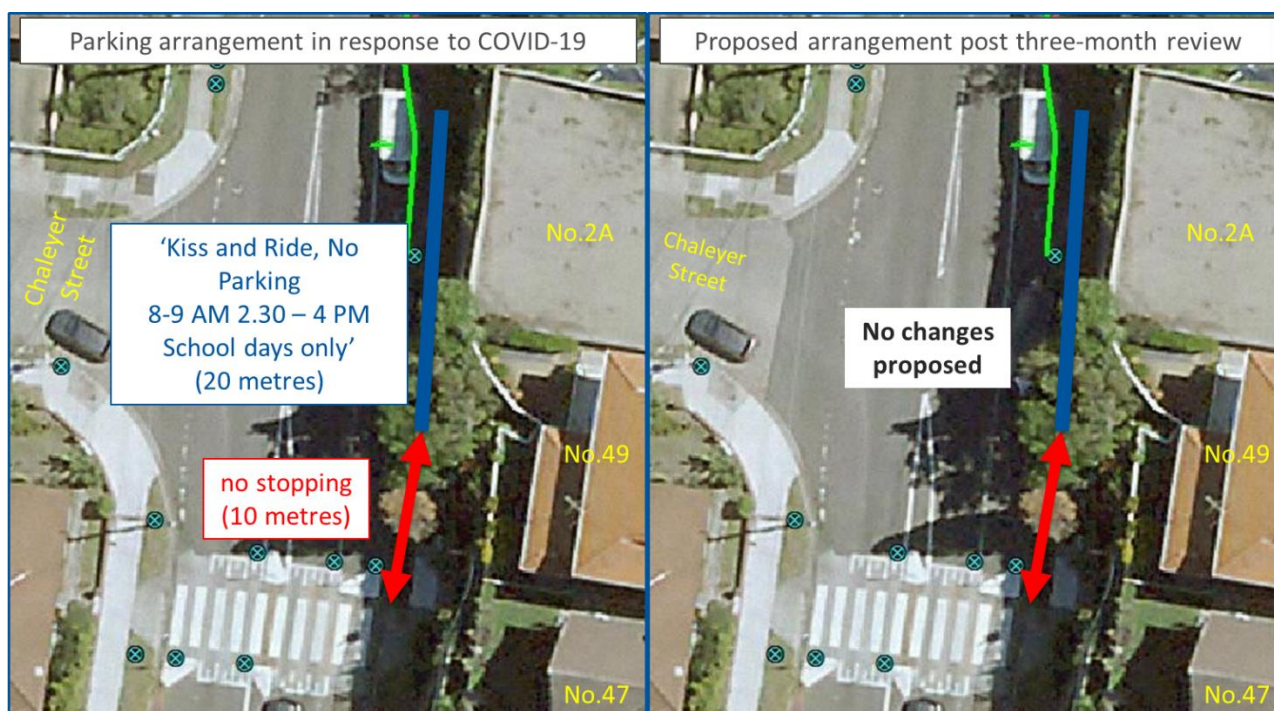 Parking arrangement in response to COVID-19
Chaleyer
Street
‘Kiss and Ride, No
Parking
8-9 AM 2.30 – 4 PM
School days only’
(20 metres)
no stopping
(10 metres)
No.2A
No.49
No.47
Proposed arrangement post three-month review
Chaleyer
Street
No changes
proposed
No.2A
No.49
No.47